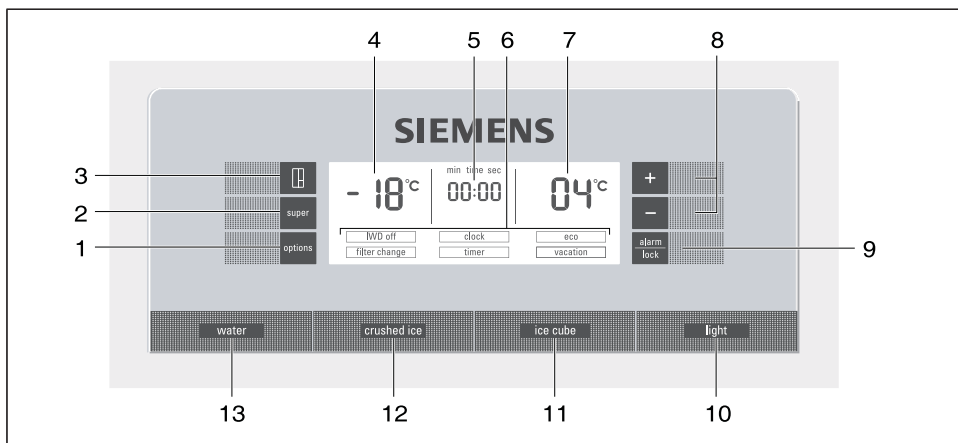 4 5 6 7 8
SIEMENS
3 min time sec
-18°C 00:00 04°C +
2 super −
1 options IWD off clock eco alarm 9
filter change timer vacation lock
water crushed ice ice cube light
13 12 11 10